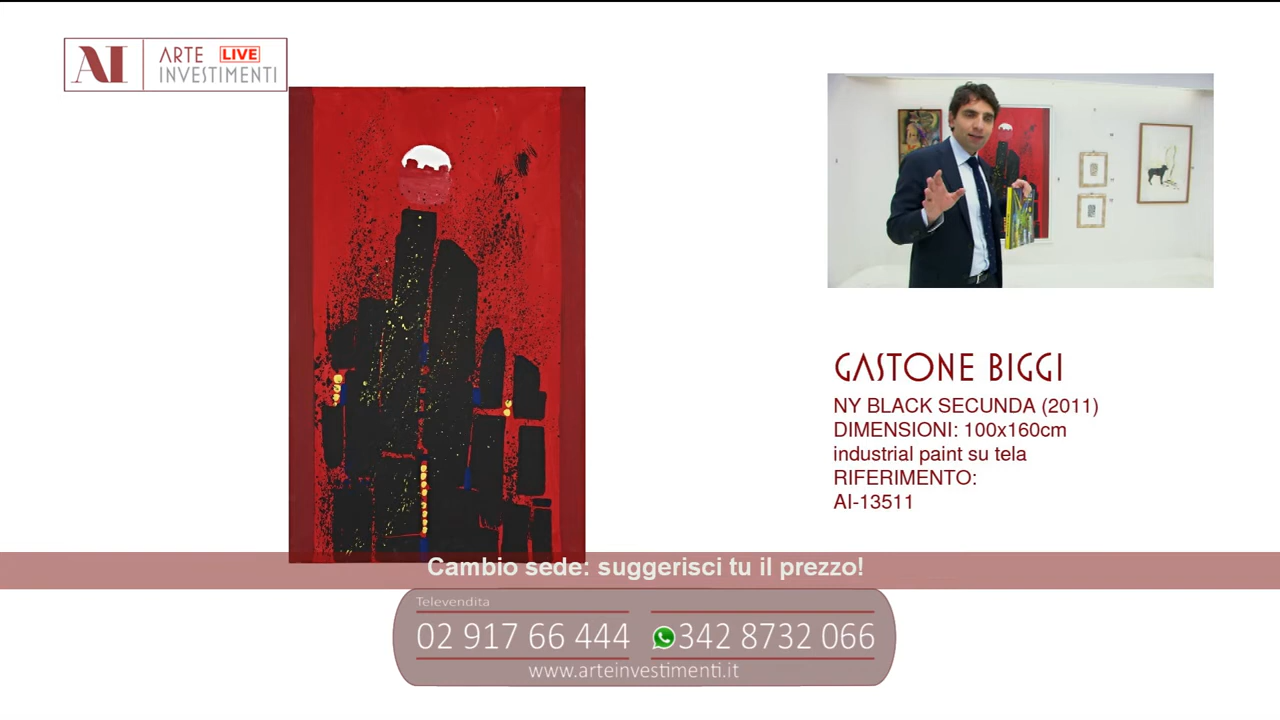 AI ARTE LIVE
INVESTIMENTI
GASTONE BIGGI
NY BLACK SECUNDA (2011)
DIMENSIONI: 100x160cm
industrial paint su tela
RIFERIMENTO:
AI-13511
Cambio sede: suggerisci tu il prezzo!
Televendita
02 917 66 444 342 8732 066
www.arteinvestimenti.it